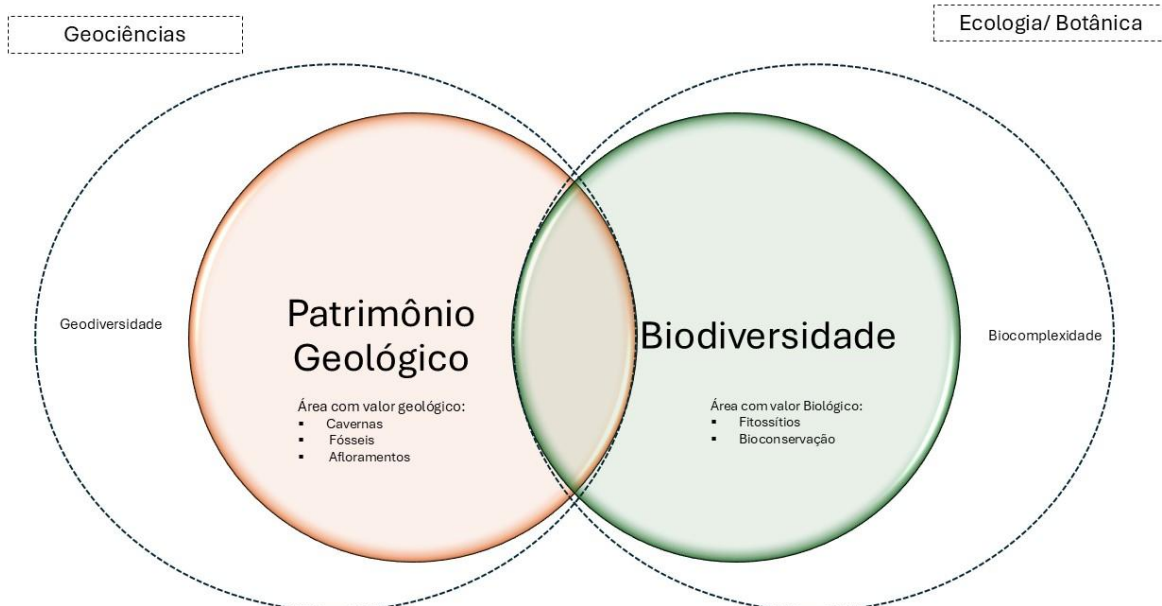 Geociências
Ecologia/ Botânica
Geodiversidade
Patrimônio
Geológico
Área com valor geológico:
▪ Cavernas
▪ Fósseis
▪ Afloramentos
Biodiversidade
Área com valor Biológico:
▪ Fitossítios
▪ Bioconservação
Biocomplexidade